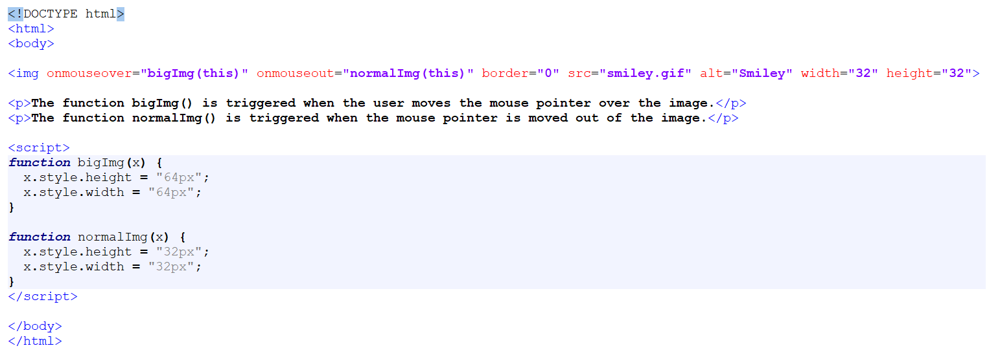 <!DOCTYPE html>
<html>
<body>

<img onmouseover="bigImg(this)" onmouseout="normalImg(this)" border="0" src="smiley.gif" alt="Smiley" width="32" height="32">

<p>The function bigImg() is triggered when the user moves the mouse pointer over the image.</p>
<p>The function normalImg() is triggered when the mouse pointer is moved out of the image.</p>

<script>
function bigImg(x) {
  x.style.height = "64px";
  x.style.width = "64px";
}

function normalImg(x) {
  x.style.height = "32px";
  x.style.width = "32px";
}
</script>

</body>
</html>